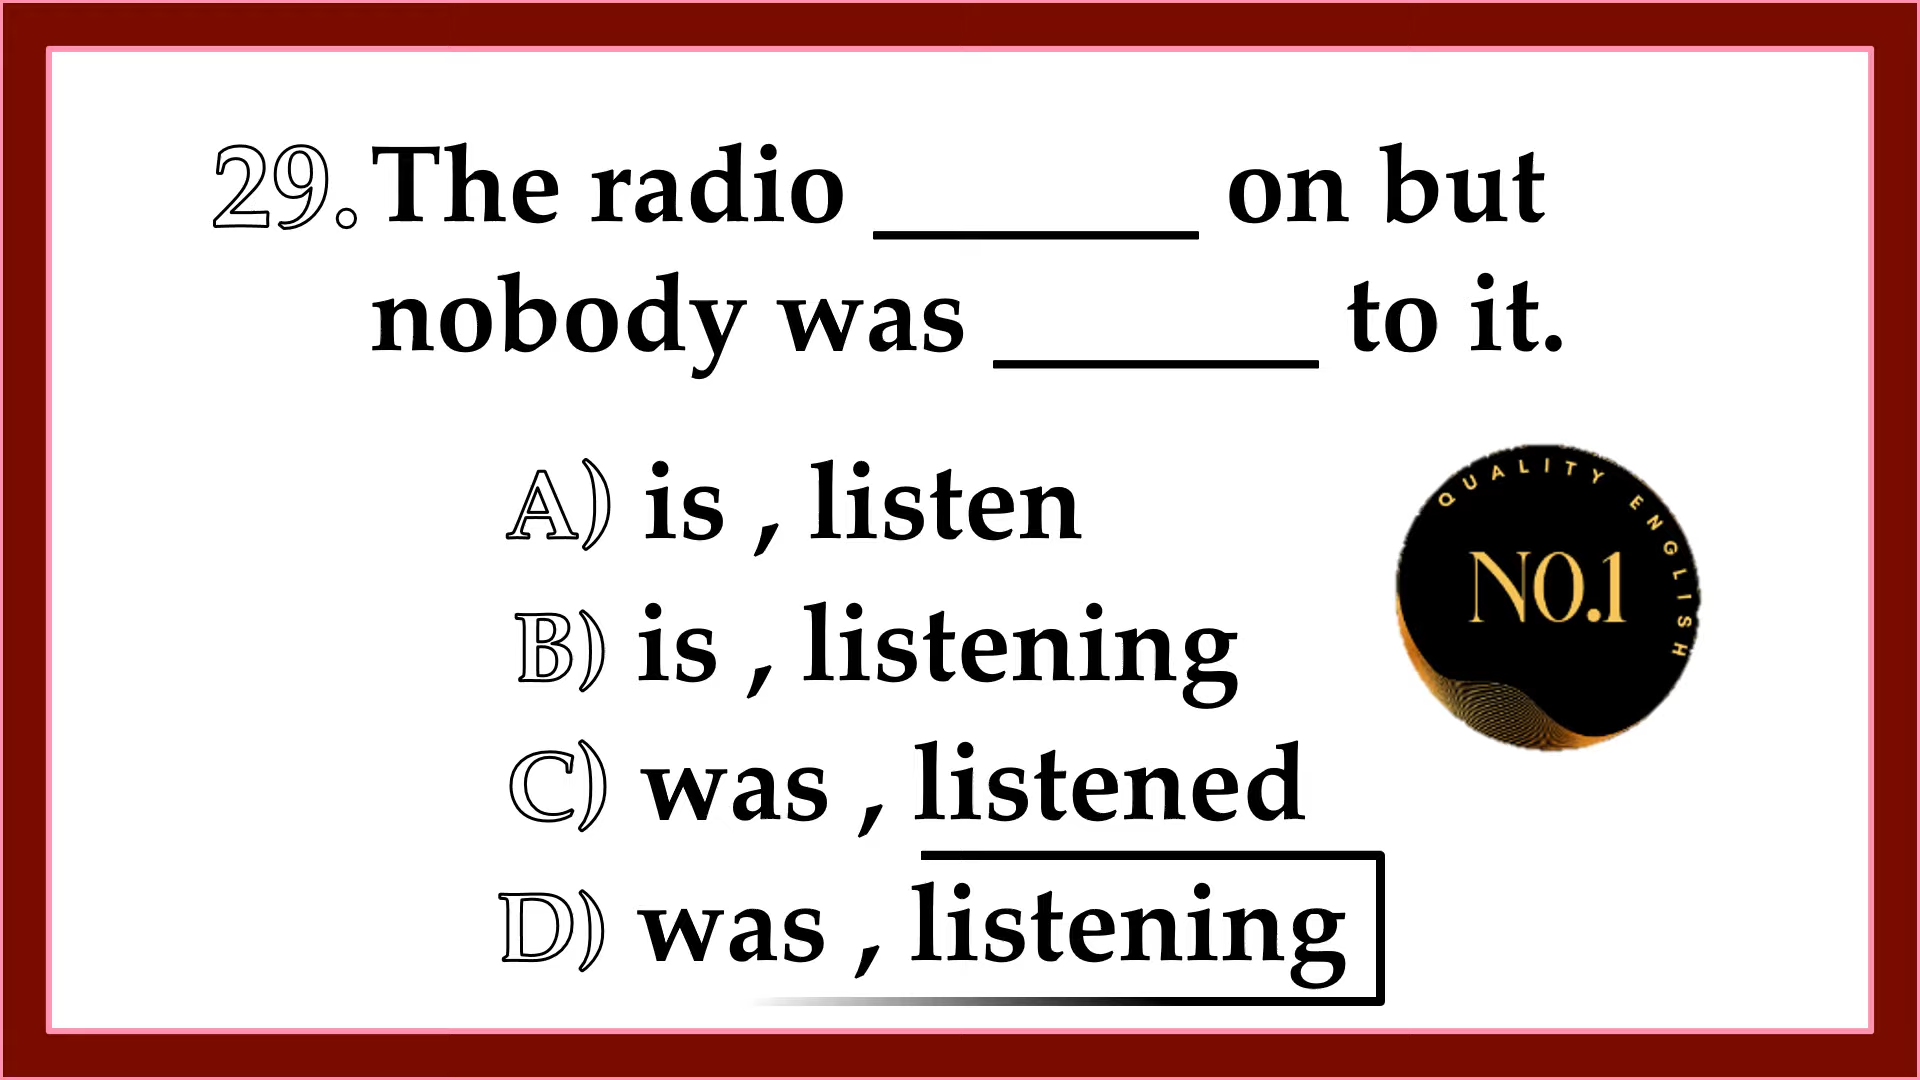 29. The radio ______ on but
nobody was ______ to it.
A) is , listen
B) is , listening
C) was , listened
D) was , listening
QUALITY ENGLISH
NO.1